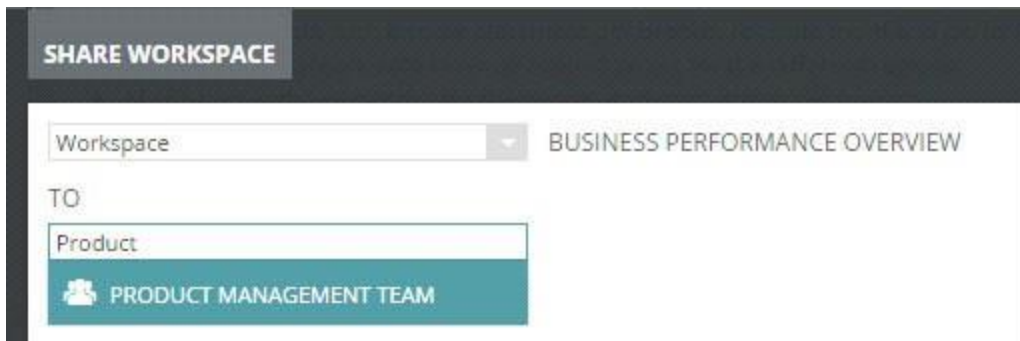 SHARE WORKSPACE
Workspace
BUSINESS PERFORMANCE OVERVIEW
TO
Product
PRODUCT MANAGEMENT TEAM